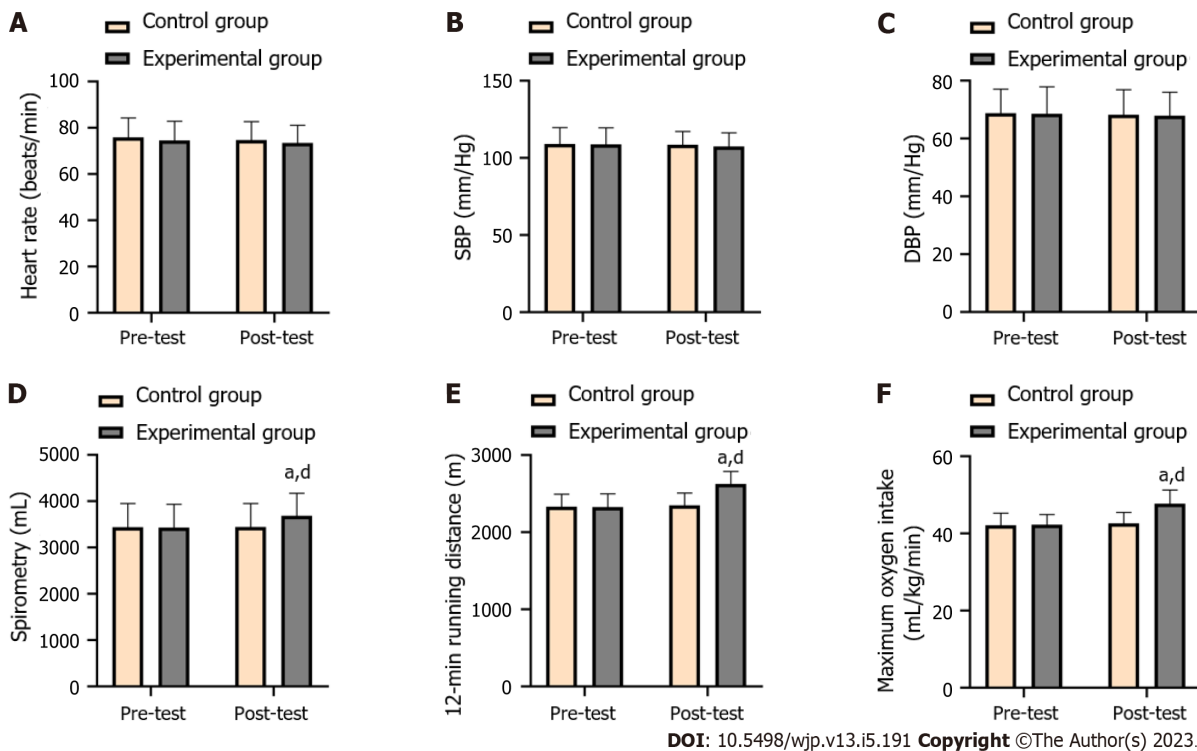 A
Control group
Experimental group
Heart rate (beats/min)
100
80
60
40
20
0
Pre-test Post-test
B
Control group
Experimental group
SBP (mm/Hg)
150
100
50
0
Pre-test Post-test
C
Control group
Experimental group
DBP (mm/Hg)
80
60
40
20
0
Pre-test Post-test
D
Control group
Experimental group
Spirometry (mL)
5000
4000
3000
2000
1000
0
a,d
Pre-test Post-test
E
Control group
Experimental group
12-min running distance (m)
3000
2000
1000
0
a,d
Pre-test Post-test
F
Control group
Experimental group
Maximum oxygen intake
(mL/kg/min)
60
40
20
0
a,d
Pre-test Post-test
DOI: 10.5498/wjp.v13.i5.191 Copyright ©The Author(s) 2023.